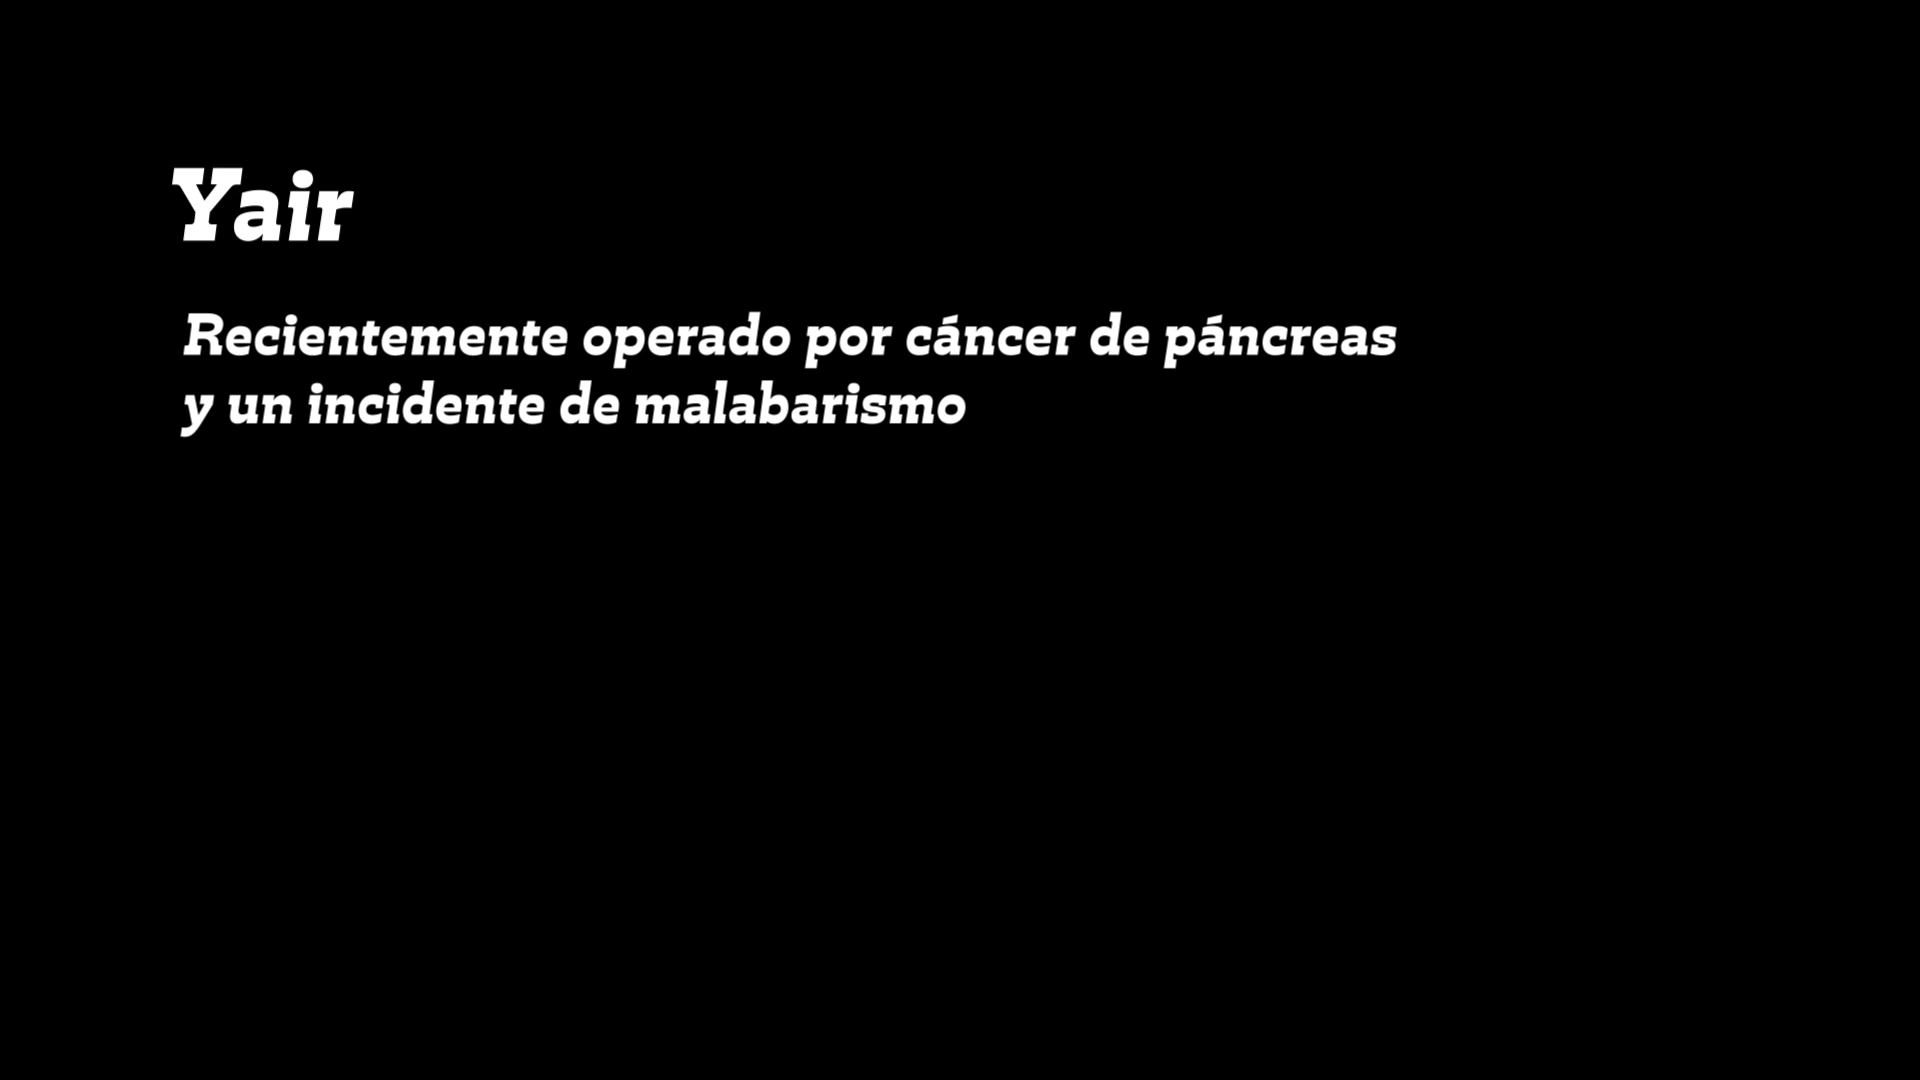 Yair
Recientemente operado por cáncer de páncreas
y un incidente de malabarismo